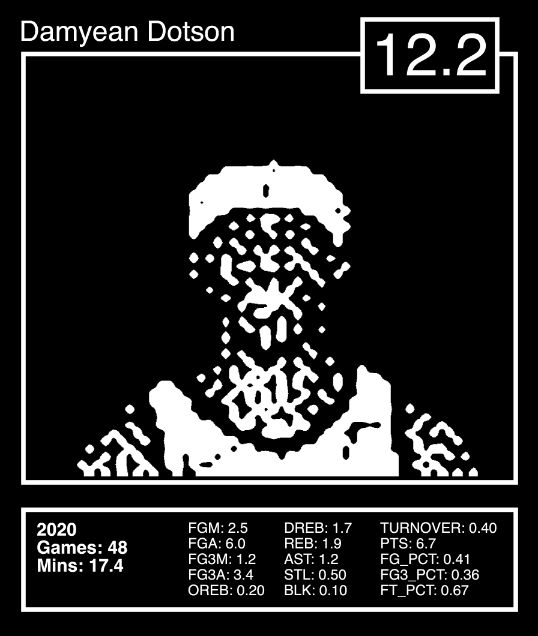 Damyean Dotson
12.2
2020
Games: 48
Mins: 17.4
FGM: 2.5
FGA: 6.0
FG3M: 1.2
FG3A: 3.4
OREB: 0.20
DREB: 1.7
REB: 1.9
AST: 1.2
STL: 0.50
BLK: 0.10
TURNOVER: 0.40
PTS: 6.7
FG_PCT: 0.41
FG3_PCT: 0.36
FT_PCT: 0.67